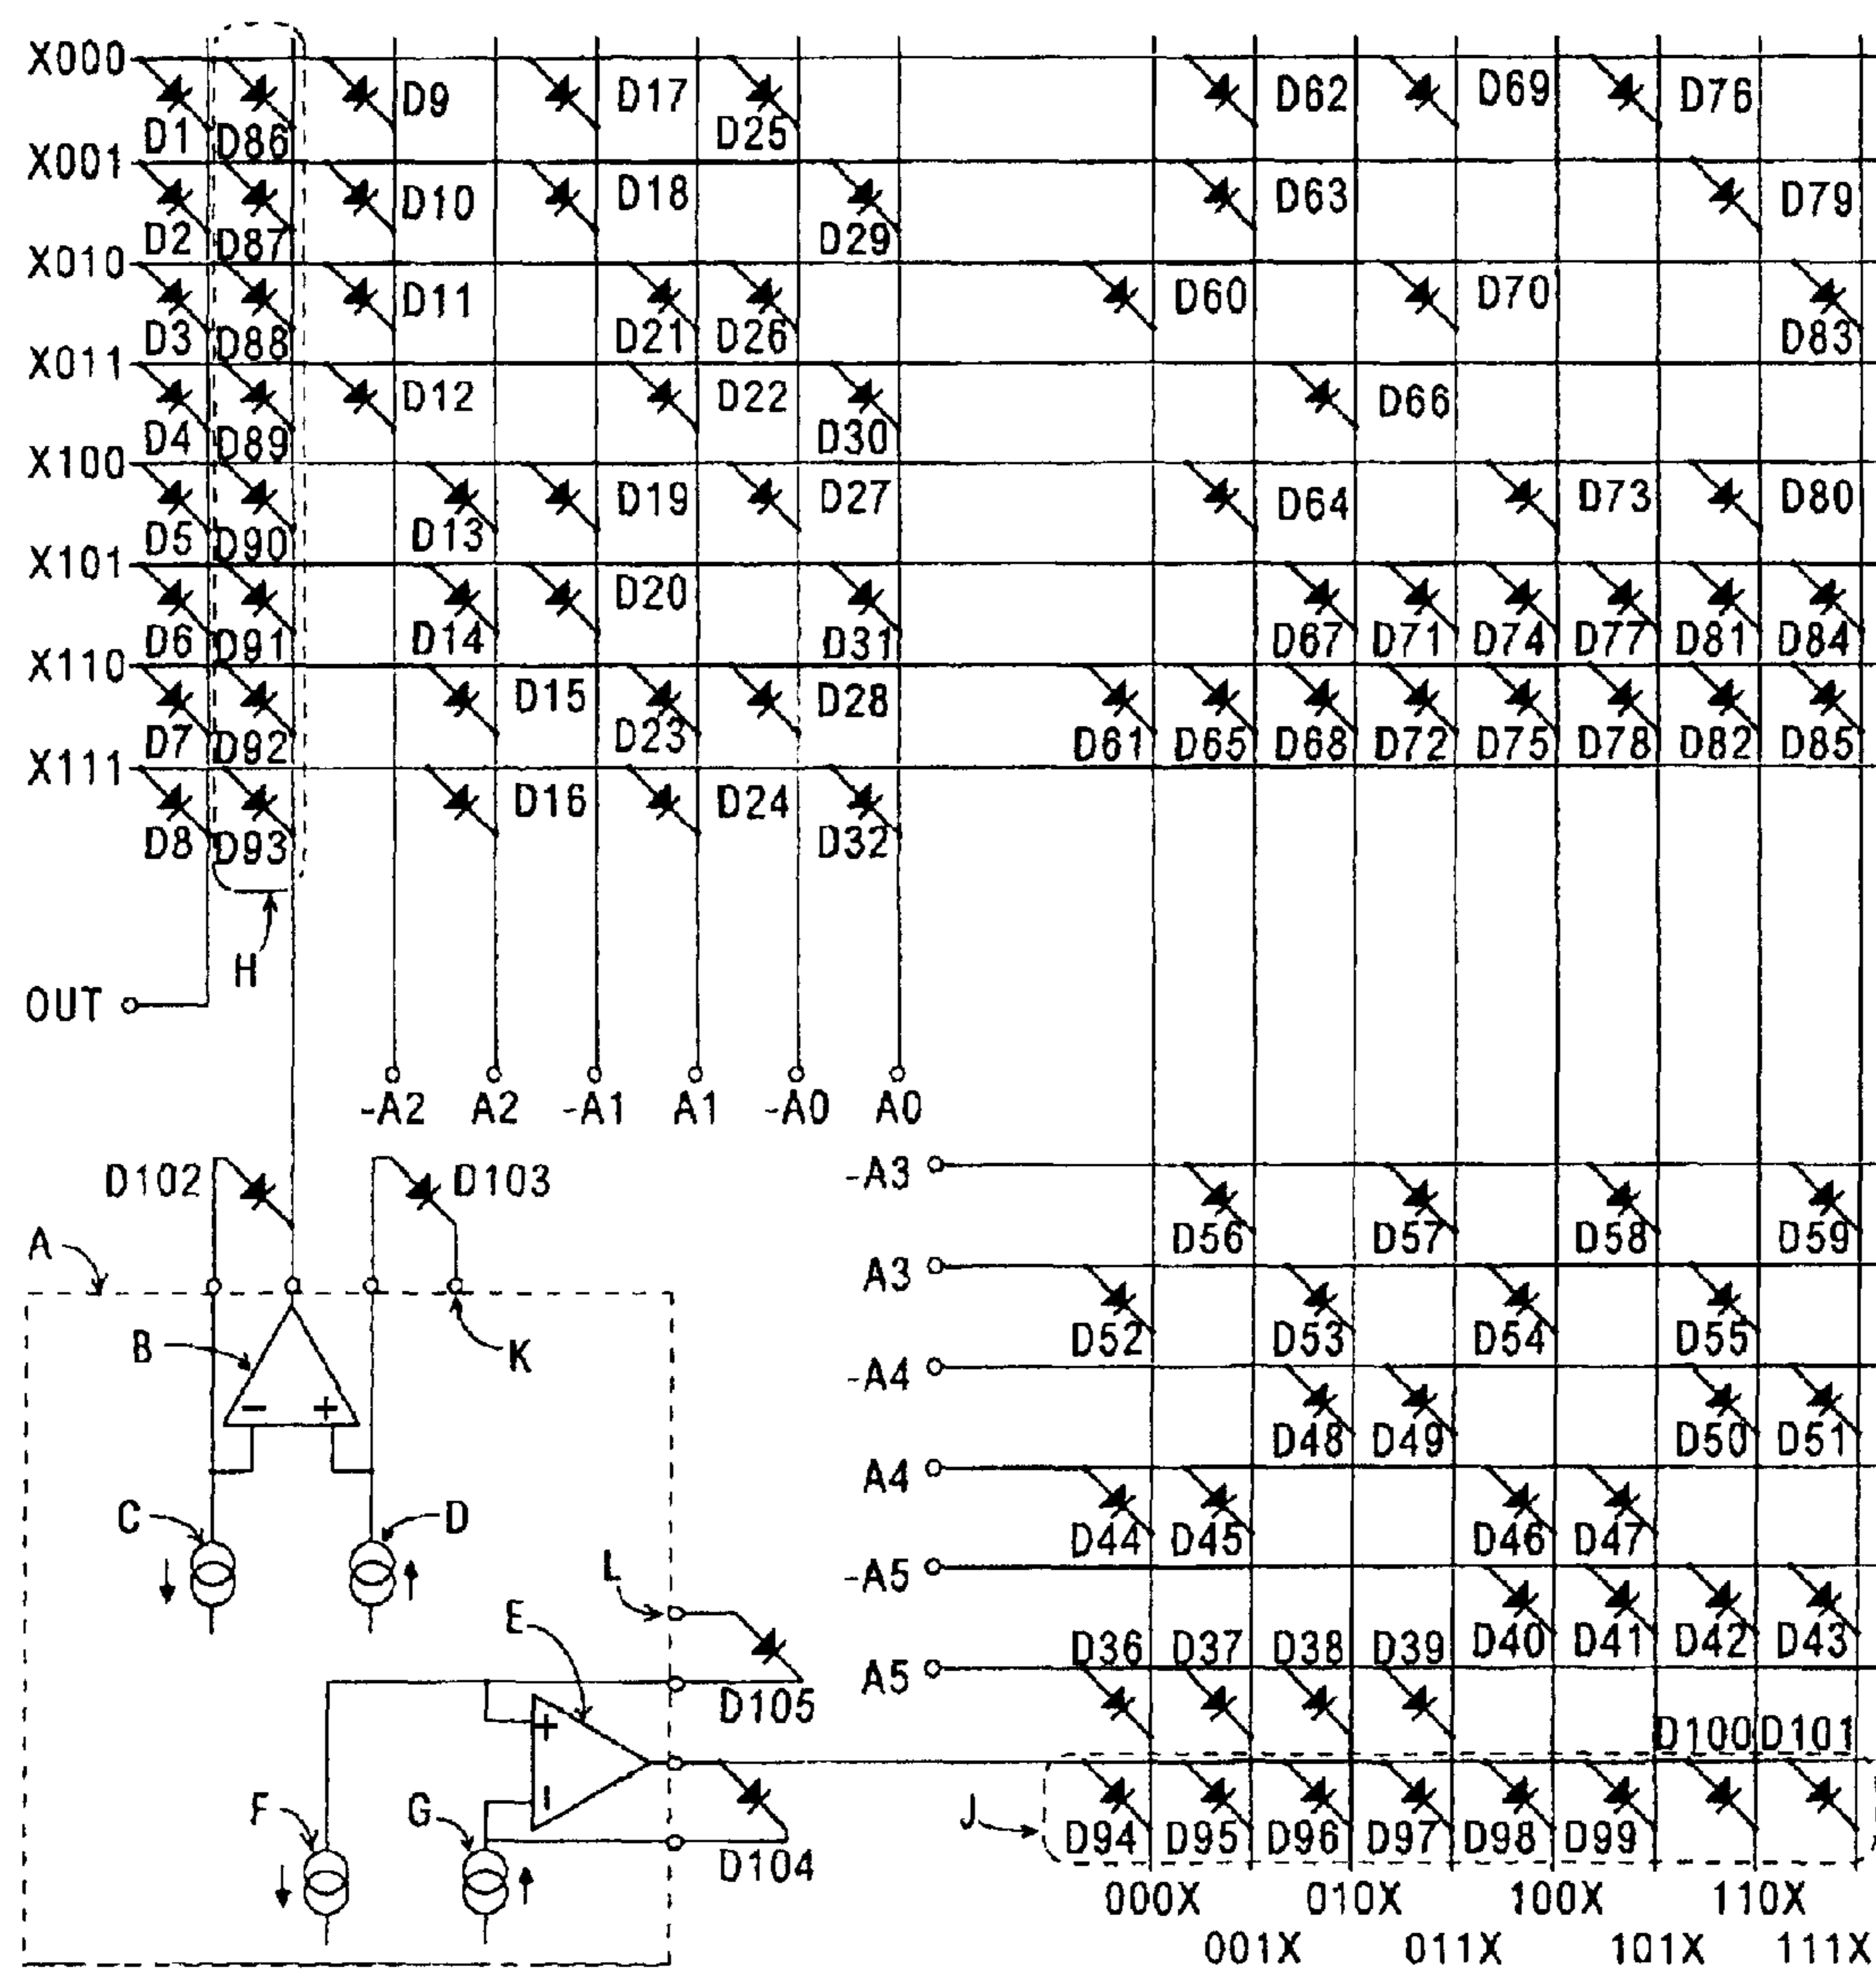 X000
D1 D86 D9 D17 D25 D62 D69 D76
X001
D2 D87 D10 D18 D29 D63 D79
X010
D3 D88 D11 D21 D26 D60 D70 D83
X011
D4 D89 D12 D22 D30 D66
X100
D5 D90 D13 D19 D27 D64 D73 D80
X101
D6 D91 D14 D20 D31 D67 D71 D74 D77 D81 D84
X110
D7 D92 D15 D23 D28 D61 D65 D68 D72 D75 D78 D82 D85
X111
D8 D93 D16 D24 D32
H
OUT
-A2 A2 -A1 A1 -A0 A0
D102 D103
-A3
D56 D57 D58 D59
A
A3
B
K
D52 D53 D54 D55
-A4
- +
D48 D49 D50 D51
A4
C D
D44 D45 D46 D47
L
-A5
E
D36 D37 D38 D39 D40 D41 D42 D43
A5
D105
+
D100 D101
-
F G
J
D94 D95 D96 D97 D98 D99
D104
000X 010X 100X 110X
001X 011X 101X 111X